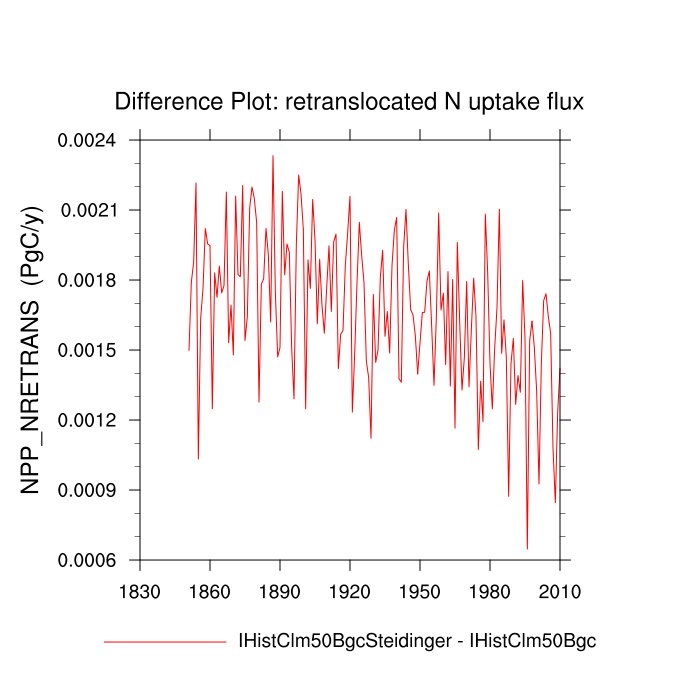 Difference Plot: retranslocated N uptake flux
NPP_NRETRANS (PgC/y)
0.0024
0.0021
0.0018
0.0015
0.0012
0.0009
0.0006
1830 1860 1890 1920 1950 1980 2010
IHistClm50BgcSteidinger - IHistClm50Bgc